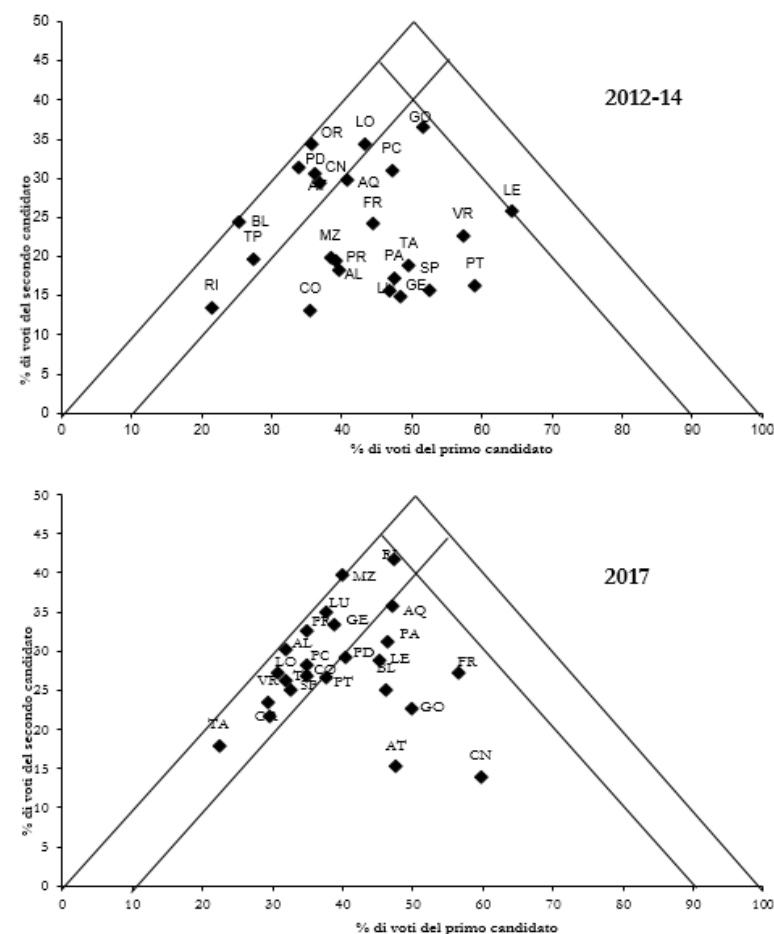 50
45
40
35
30
25
20
15
10
5
0
% di voti del secondo candidato
2012-14
GO
LO
OR
PC
PD
CN
AQ
LE
FR
VR
BL
TP
MZ
TA
PR
PA
AL
SP
PT
RI
CO
GE
0 10 20 30 40 50 60 70 80 90 100
% di voti del primo candidato
50
45
40
35
30
25
20
15
10
5
0
% di voti del secondo candidato
2017
MZ
LU
AQ
GE
PA
AL
PD
PC
LE
LO
CO
FR
VR
PT
GO
TA
AT
CN
0 10 20 30 40 50 60 70 80 90 100
% di voti del primo candidato